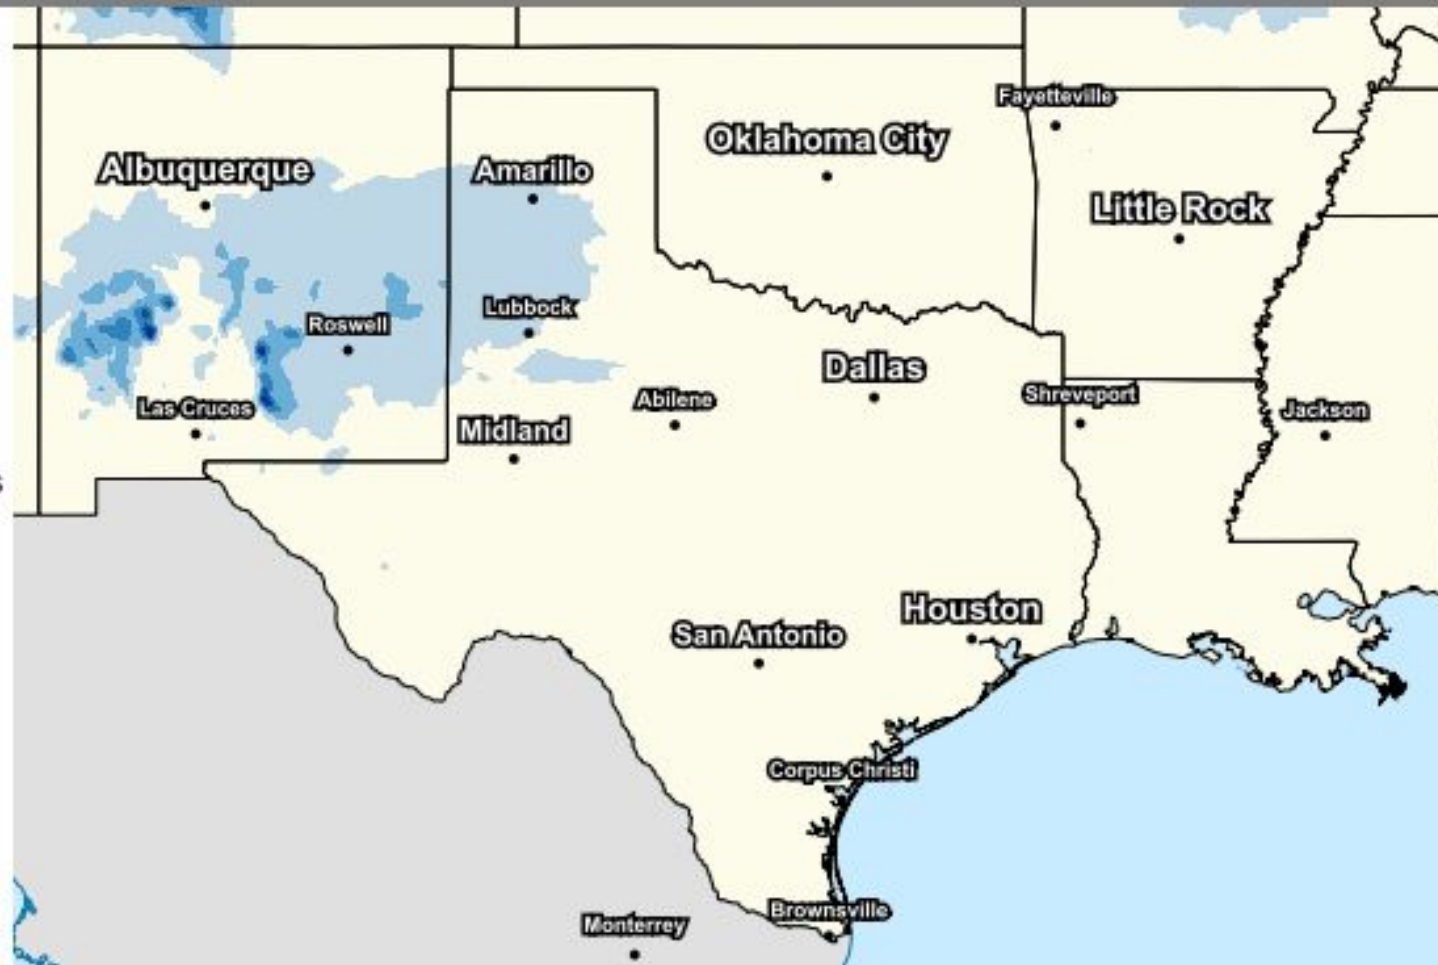 Fayetteville
Oklahoma City
Albuquerque
Amarillo
Little Rock
Lubbock
Roswell
Dallas
Shreveport
Abilene
Las Cruces
Jackson
Midland
s
Houston
San Antonio
Corpus Christi
Brownsville
Monterrey